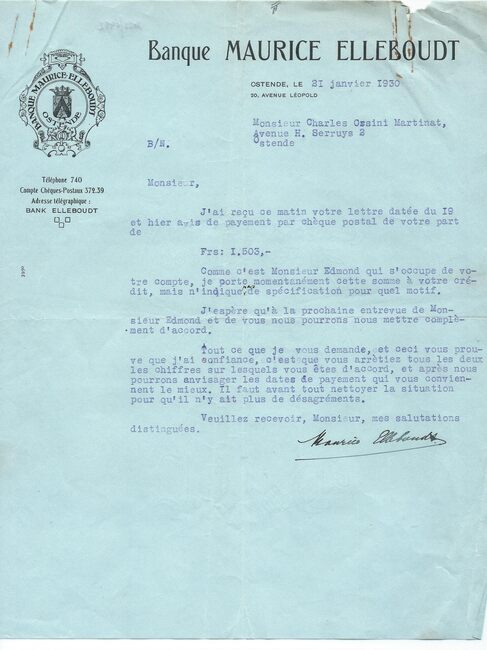 Banque MAURICE ELLEBOUDT
BANQUE MAURICE ELLEBOUDT
OSTENDE
OSTENDE, LE 21 janvier 1930
20, AVENUE LÉOPOLD
Monsieur Charles Orsini Martinat,
Avenue H. Serruys 2
Ostende
B/N.
Téléphone 740
Compte Chèques-Postaux 372.39
Adresse télégraphique :
BANK ELLEBOUDT
Monsieur,
J'ai reçu ce matin votre lettre datée du I9
et hier avis de payement par chèque postal de votre part
de
Frs: I,503,-
Comme c'est Monsieur Edmond qui s'occupe de vo-
tre compte, je porte momentanément cette somme à votre cré-
dit, mais n'indique de spécification pour quel motif.
J'espère qu'à la prochaine entrevue de Mon-
sieur Edmond et de vous nous pourrons nous mettre complè-
ment d'accord.
Tout ce que je vous demande, et ceci vous prou-
ve que j'ai confiance, c'est que vous arrêtiez tous les deux
les chiffres sur lesquels vous êtes d'accord, et après nous
pourrons envisager les dates de payement qui vous convien-
nent le mieux. Il faut avant tout nettoyer la situation
pour qu'il n'y ait plus de désagréments.
Veuillez recevoir, Monsieur, mes salutations
distinguées.
Maurice Elleboudt